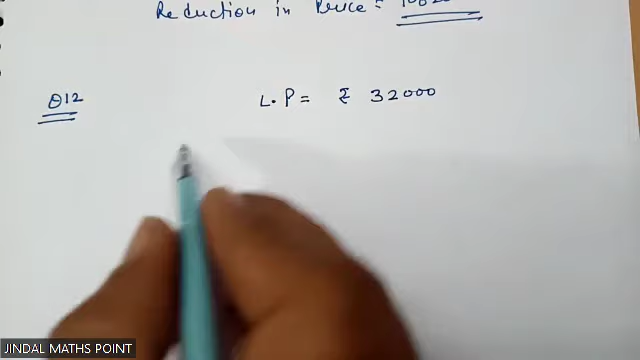 Reduction in Price =
Q12 L.P = ₹ 32000
JINDAL MATHS POINT